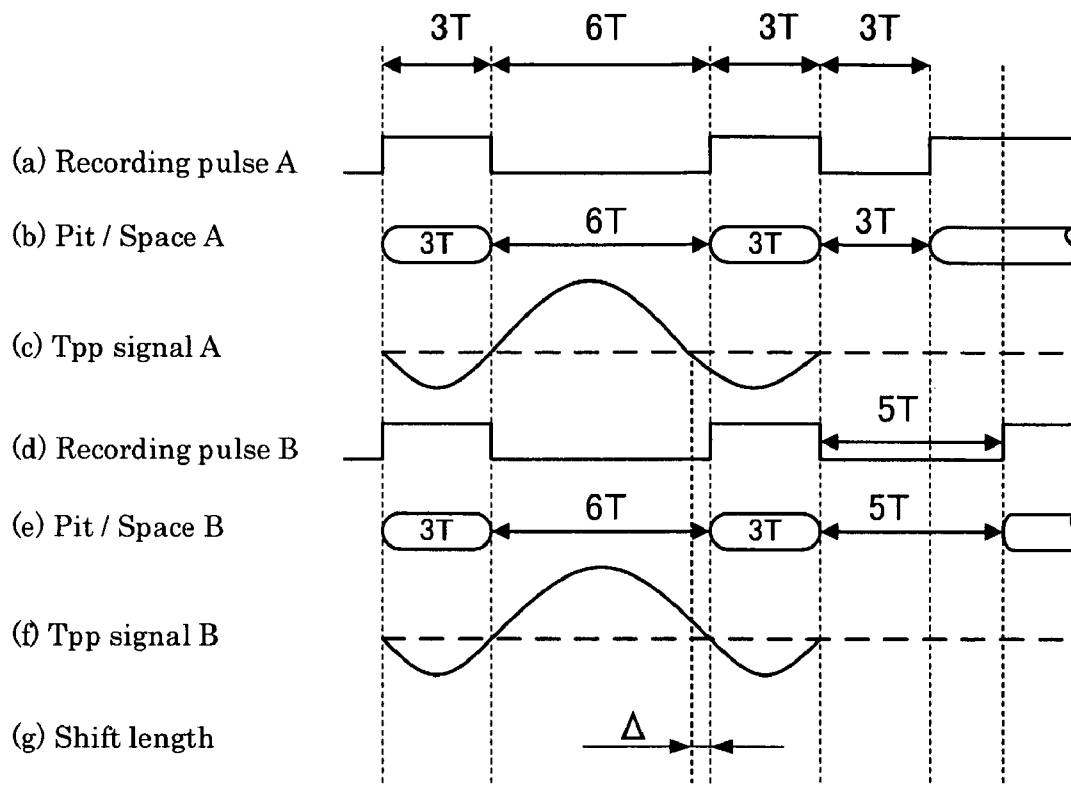 3T 6T 3T 3T
(a) Recording pulse A
6T 3T
(b) Pit / Space A 3T 3T
(c) Tpp signal A
5T
(d) Recording pulse B
6T 5T
(e) Pit / Space B 3T 3T
(f) Tpp signal B
Δ
(g) Shift length